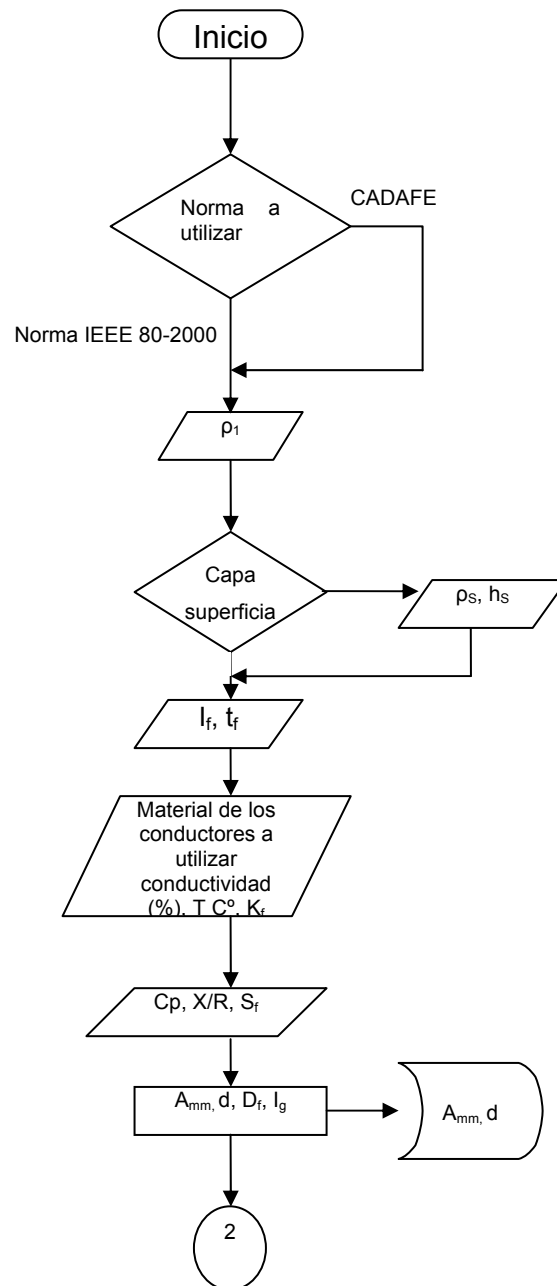 Inicio
Norma a
utilizar
CADAFE
Norma IEEE 80-2000
ρ₁
Capa
superficia
ρS, hS
If, tf
Material de los
conductores a
utilizar
conductividad
(%), T Cº, Kf
Cp, X/R, Sf
Amm, d, Df, Ig
Amm, d
2